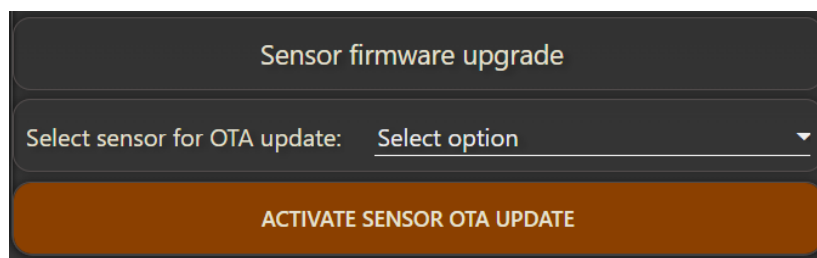 Sensor firmware upgrade
Select sensor for OTA update: Select option
ACTIVATE SENSOR OTA UPDATE